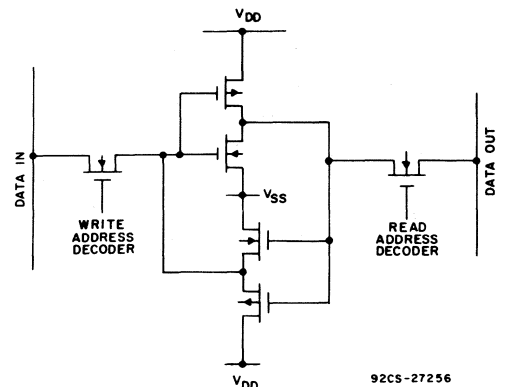 VDD
DATA IN
DATA OUT
VSS
WRITE
ADDRESS
DECODER
READ
ADDRESS
DECODER
VDD
92CS-27256